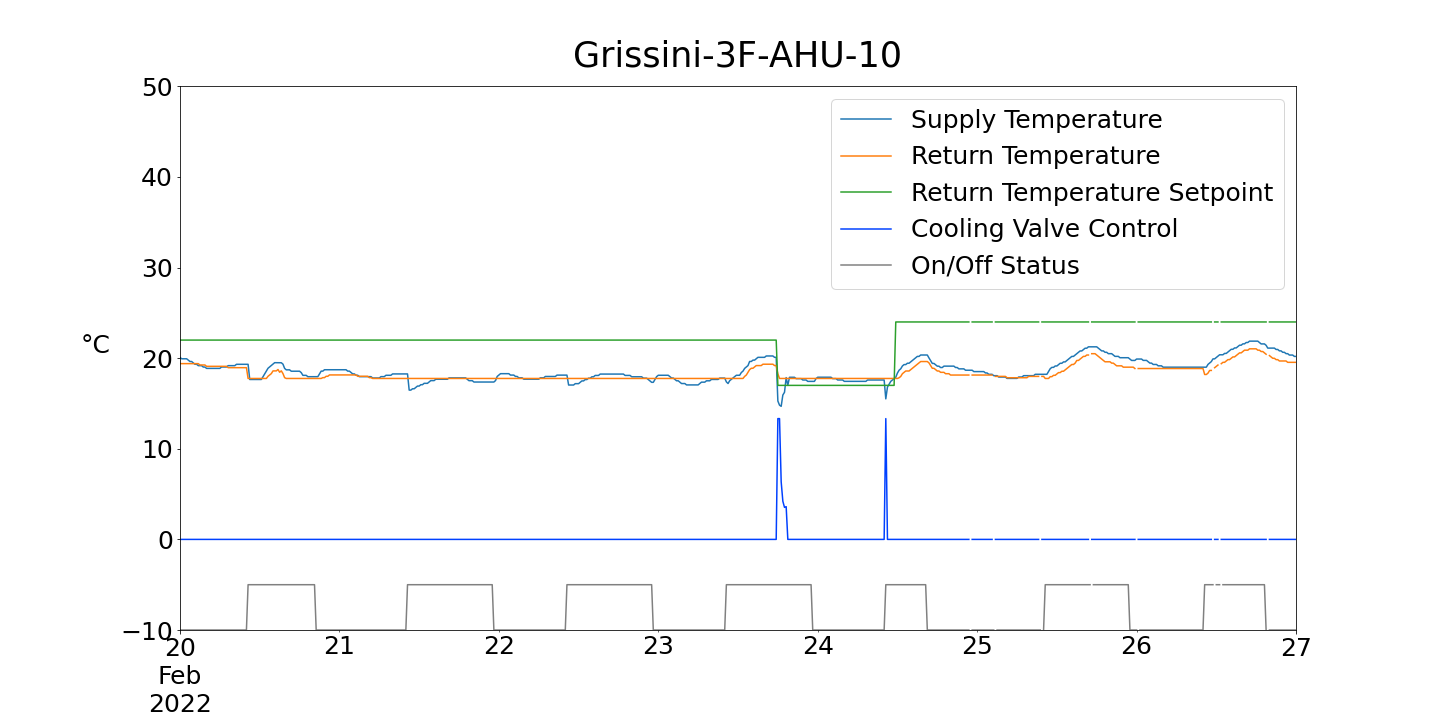 Grissini-3F-AHU-10
50
40
30
20
10
0
−10
°C
Supply Temperature
Return Temperature
Return Temperature Setpoint
Cooling Valve Control
On/Off Status
20 21 22 23 24 25 26 27
Feb
2022